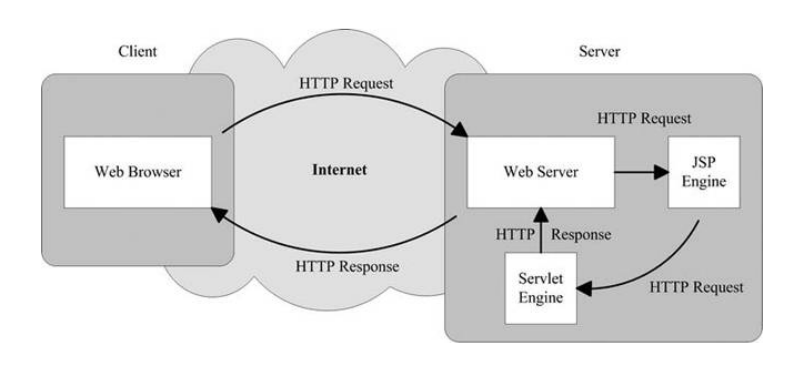 Client
Server
HTTP Request
HTTP Request
Web Browser
Internet
Web Server
JSP
Engine
HTTP Response
HTTP Response
Servlet
Engine
HTTP Request